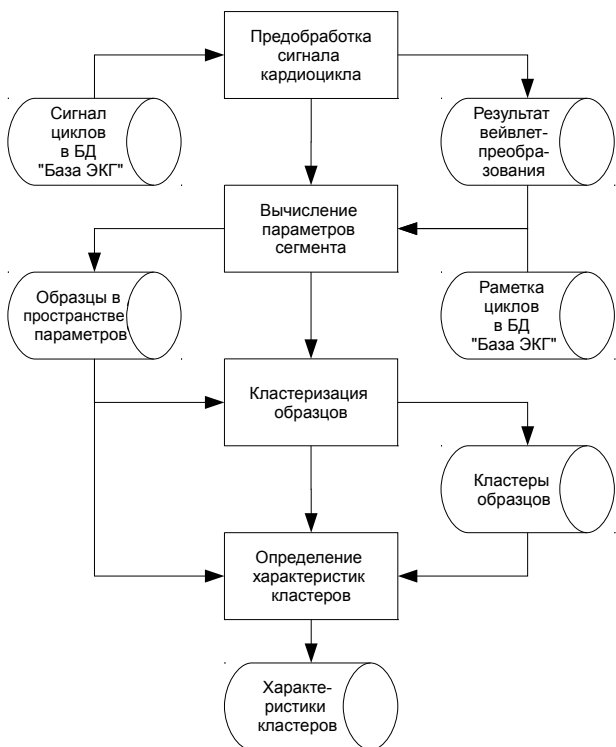 Предобработка
сигнала
кардиоцикла
Сигнал
циклов
в БД
"База ЭКГ"
Результат
вейвлет-
преобра-
зования
Вычисление
параметров
сегмента
Образцы в
пространстве
параметров
Раметка
циклов
в БД
"База ЭКГ"
Кластеризация
образцов
Кластеры
образцов
Определение
характеристик
кластеров
Характе-
ристики
кластеров